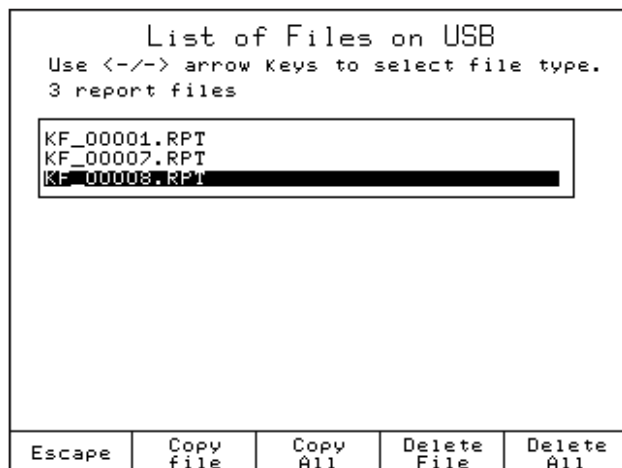 List of Files on USB
Use <-/-> arrow Keys to select file type.
3 report files
KF_00001.RPT
KF_00007.RPT
KF_00008.RPT
Escape
Copy file
Copy All
Delete File
Delete All